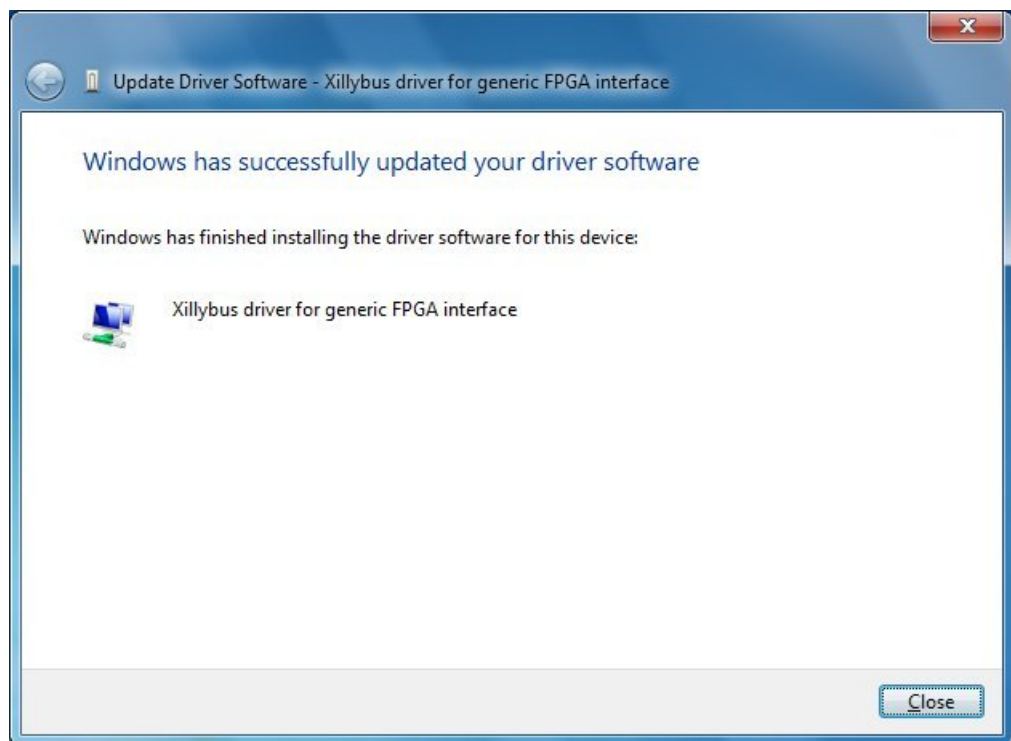 Update Driver Software - Xillybus driver for generic FPGA interface
Windows has successfully updated your driver software
Windows has finished installing the driver software for this device:
Xillybus driver for generic FPGA interface
Close